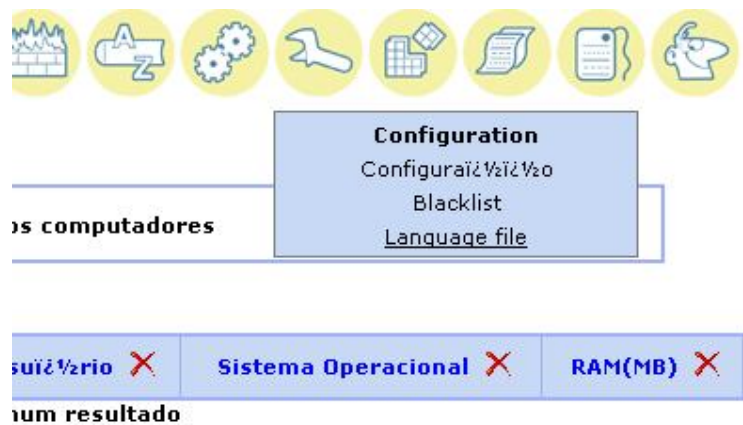 A
Z
Configuration
Configuraï¿½ï¿½o
Blacklist
os computadores
Language file
suï¿½rio
Sistema Operacional
RAM(MB)
hum resultado